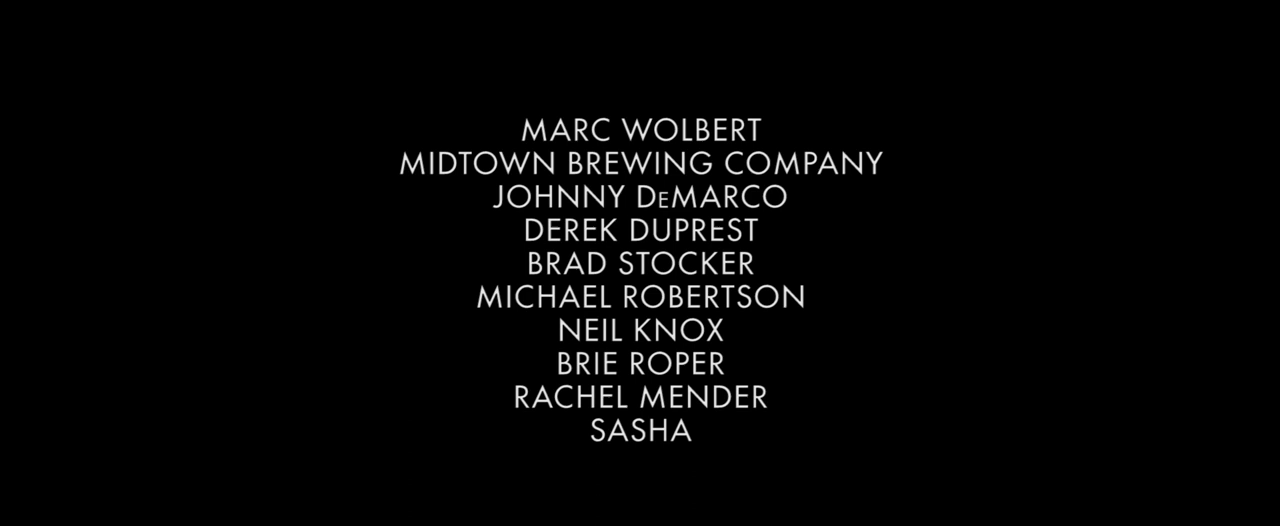 MARC WOLBERT
MIDTOWN BREWING COMPANY
JOHNNY DeMARCO
DEREK DUPREST
BRAD STOCKER
MICHAEL ROBERTSON
NEIL KNOX
BRIE ROPER
RACHEL MENDER
SASHA